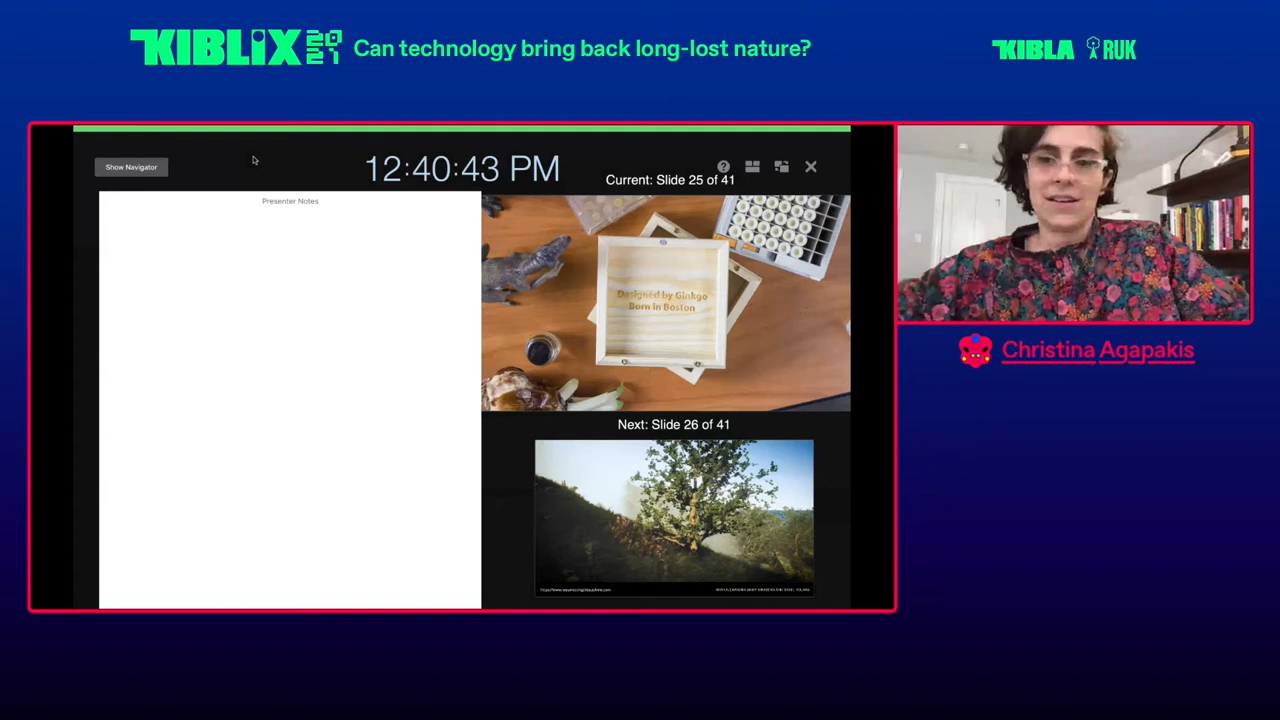 KIBLIX Can technology bring back long-lost nature?
KIBLA RUK
Show Navigator
12:40:43 PM
Current: Slide 25 of 41
Presenter Notes
Designed by Ginkgo
Born in Boston
Next: Slide 26 of 41
Christina Agapakis